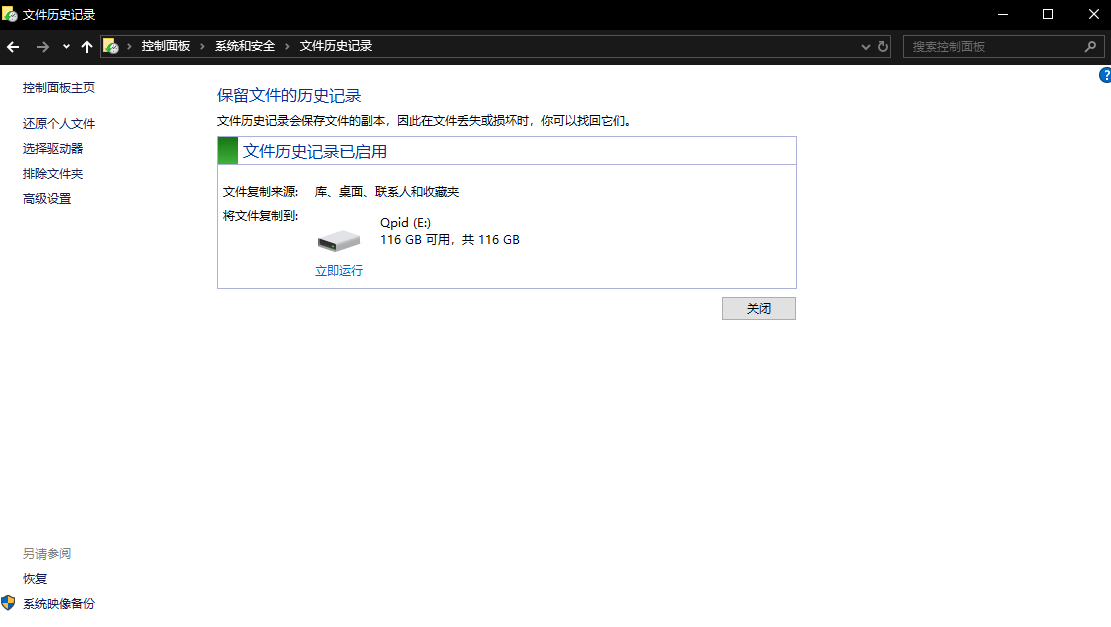 文件历史记录
控制面板 › 系统和安全 › 文件历史记录
搜索控制面板
?
控制面板主页
还原个人文件
选择驱动器
排除文件夹
高级设置
保留文件的历史记录
文件历史记录会保存文件的副本，因此在文件丢失或损坏时，你可以找回它们。
文件历史记录已启用
文件复制来源: 库、桌面、联系人和收藏夹
将文件复制到:
Qpid (E:)
116 GB 可用，共 116 GB
立即运行
关闭
另请参阅
恢复
系统映像备份